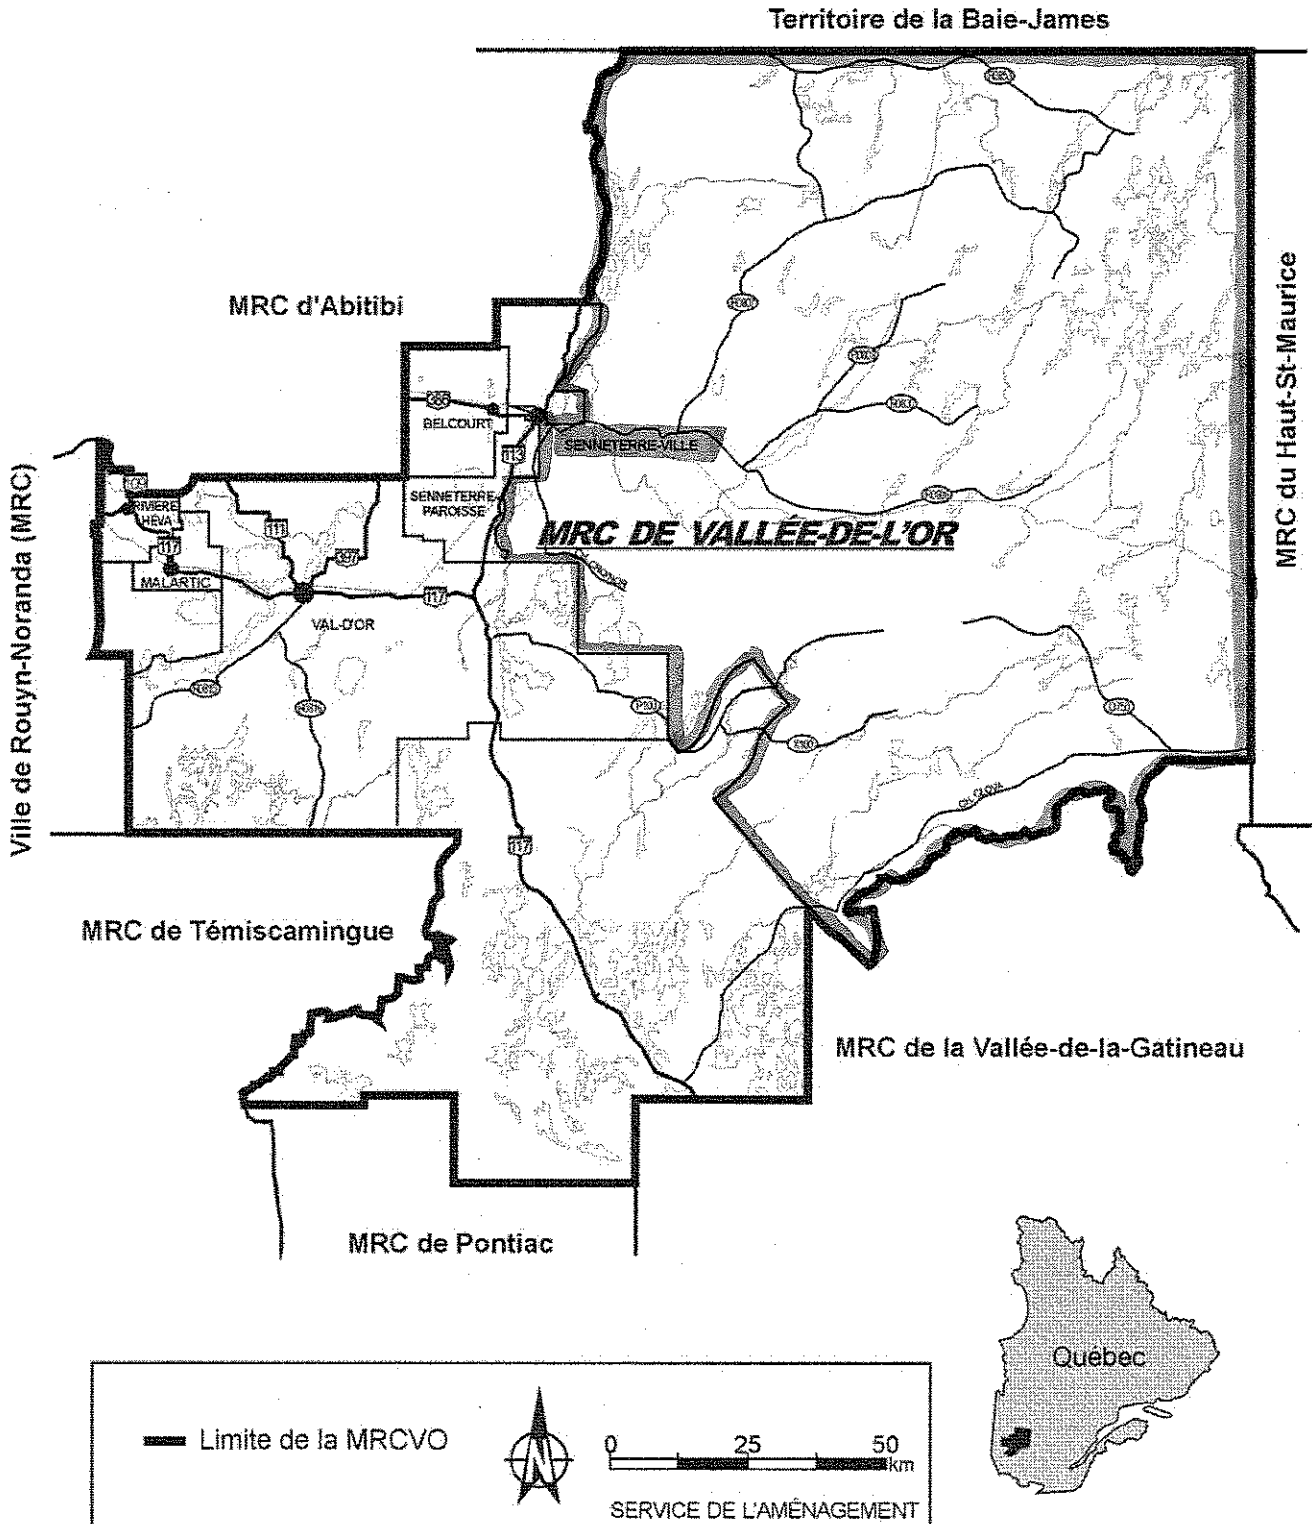 Territoire de la Baie-James
MRC d'Abitibi
MRC du Haut-St-Maurice
BELCOURT
SENNETERRE-VILLE
113
SENNETERRE-
PAROISSE
Ville de Rouyn-Noranda (MRC)
RIVIÈRE-
HÉVA
111
397
117
MALARTIC
MRC DE VALLÉE-DE-L'OR
117
VAL-D'OR
117
MRC de Témiscamingue
MRC de la Vallée-de-la-Gatineau
MRC de Pontiac
Québec
Limite de la MRCVO
N
0 25 50
km
SERVICE DE L'AMÉNAGEMENT